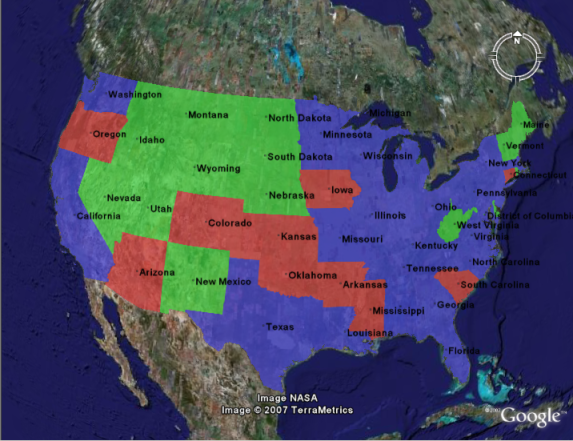 N
Washington
Michigan
Montana
North Dakota
Maine
Oregon
Idaho
Minnesota
Vermont
Wisconsin
South Dakota
New York
Wyoming
Connecticut
Iowa
Nebraska
Pennsylvania
Nevada
Utah
Ohio
California
Illinois
District of Columbi
Colorado
West Virginia
Kansas
Missouri
Virginia
Kentucky
North Carolina
Tennessee
Arizona
Oklahoma
New Mexico
Arkansas
South Carolina
Georgia
Mississippi
Texas
Louisiana
Florida
Image NASA
Image © 2007 TerraMetrics
Google